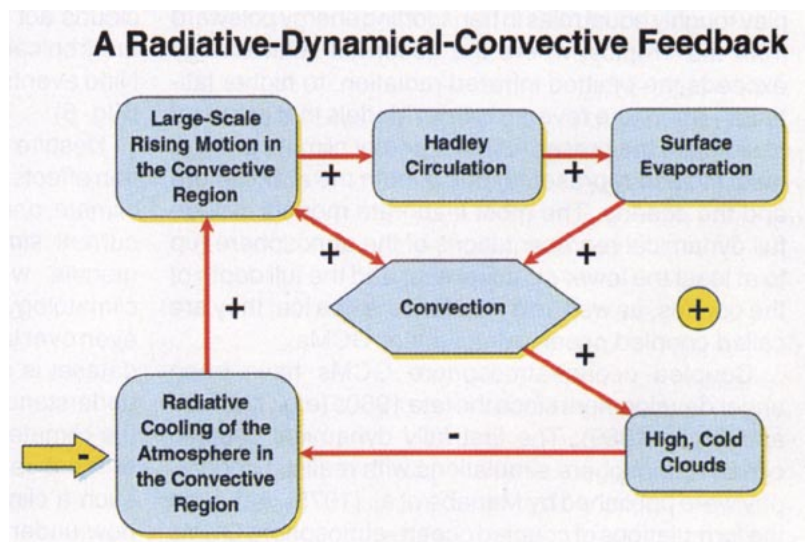 A Radiative-Dynamical-Convective Feedback
Large-Scale
Rising Motion in
the Convective
Region
+
Hadley
Circulation
+
Surface
Evaporation
+
+
Convection
+
+
+
Radiative
Cooling of the
Atmosphere in
the Convective
Region
-
-
High, Cold
Clouds